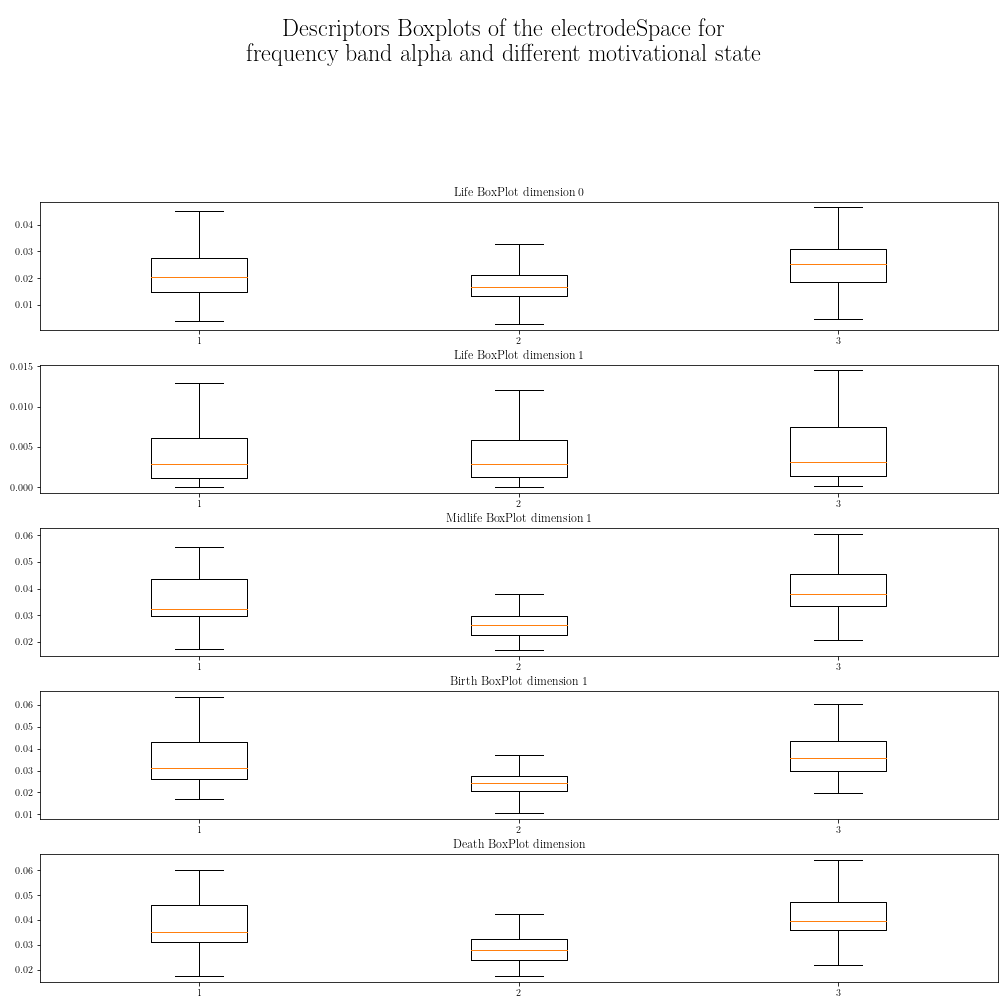 Descriptors Boxplots of the electrodeSpace for
frequency band alpha and different motivational state
Life BoxPlot dimension 0
0.04
0.03
0.02
0.01
1 2 3
Life BoxPlot dimension 1
0.015
0.010
0.005
0.000
1 2 3
Midlife BoxPlot dimension 1
0.06
0.05
0.04
0.03
0.02
1 2 3
Birth BoxPlot dimension 1
0.06
0.05
0.04
0.03
0.02
0.01
1 2 3
Death BoxPlot dimension
0.06
0.05
0.04
0.03
0.02
1 2 3